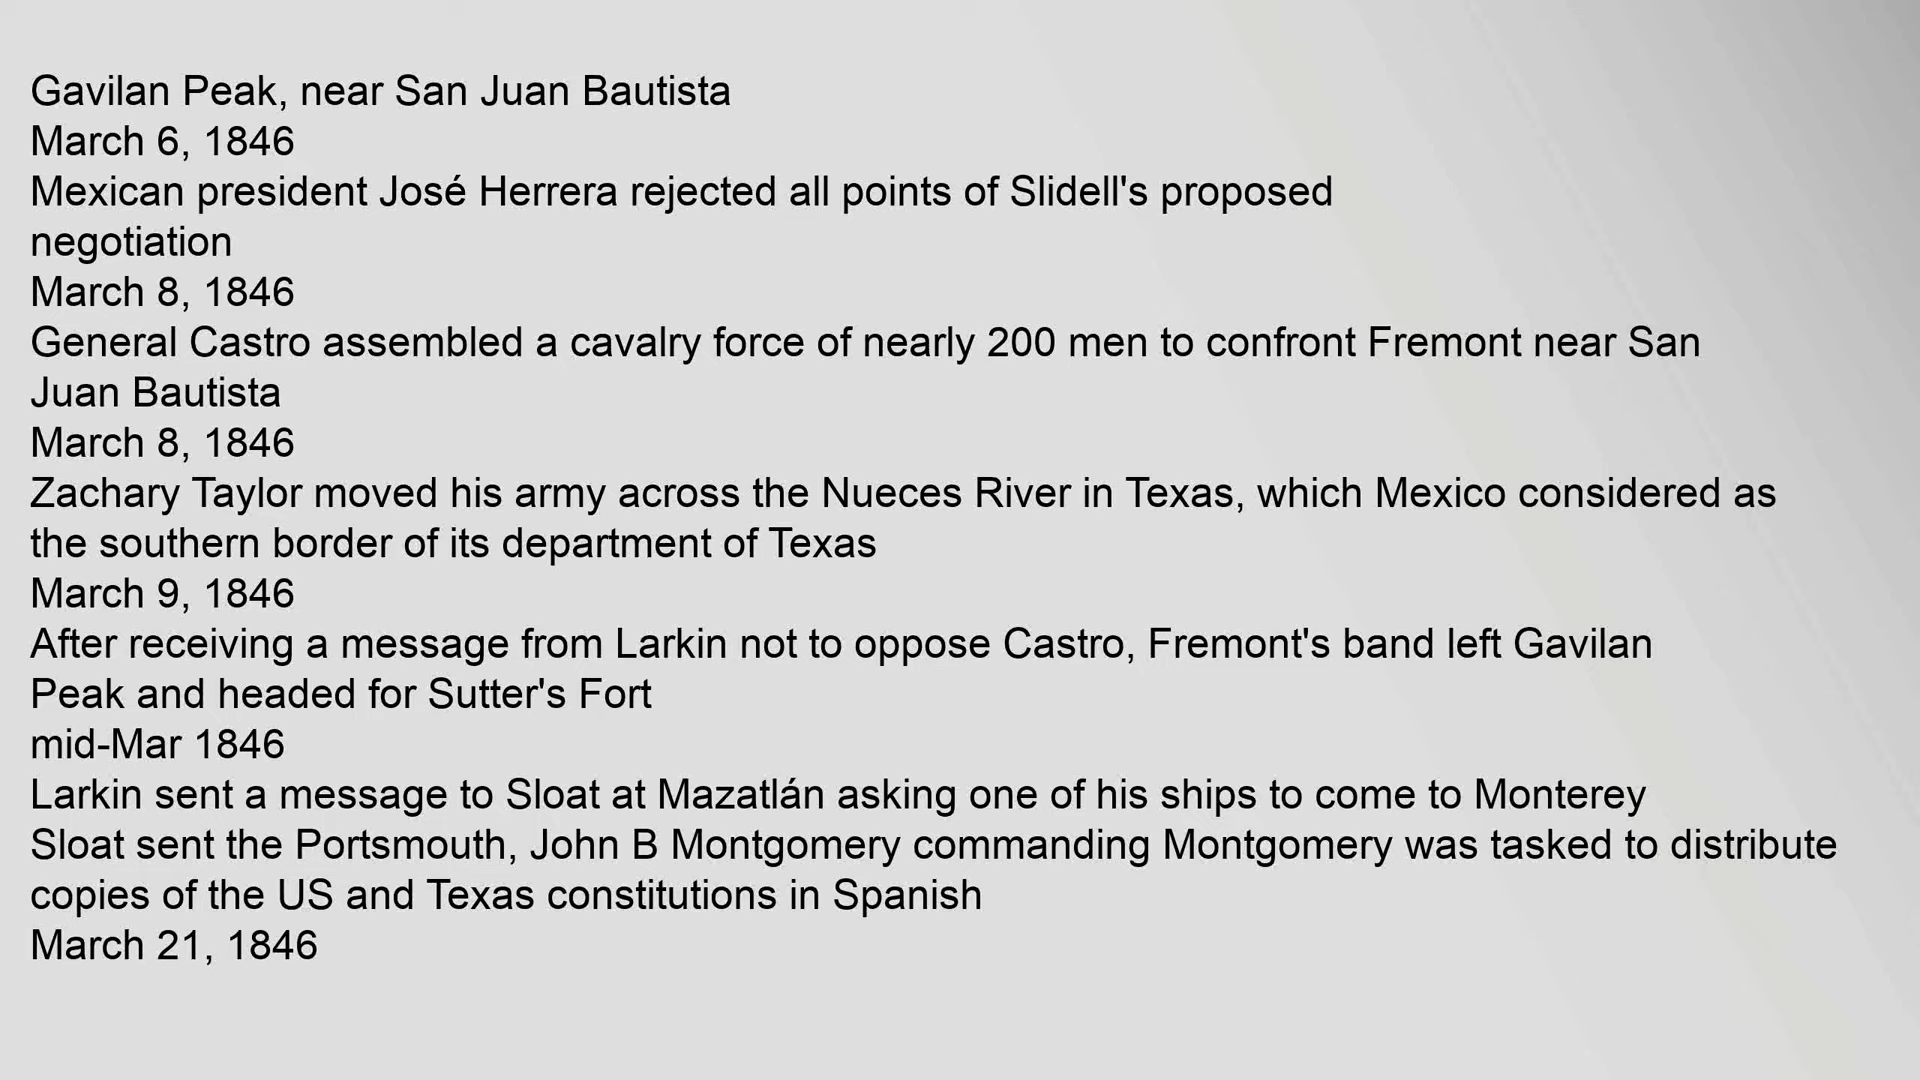 Gavilan Peak, near San Juan Bautista
March 6, 1846
Mexican president José Herrera rejected all points of Slidell's proposed
negotiation
March 8, 1846
General Castro assembled a cavalry force of nearly 200 men to confront Fremont near San
Juan Bautista
March 8, 1846
Zachary Taylor moved his army across the Nueces River in Texas, which Mexico considered as
the southern border of its department of Texas
March 9, 1846
After receiving a message from Larkin not to oppose Castro, Fremont's band left Gavilan
Peak and headed for Sutter's Fort
mid-Mar 1846
Larkin sent a message to Sloat at Mazatlán asking one of his ships to come to Monterey
Sloat sent the Portsmouth, John B Montgomery commanding Montgomery was tasked to distribute
copies of the US and Texas constitutions in Spanish
March 21, 1846